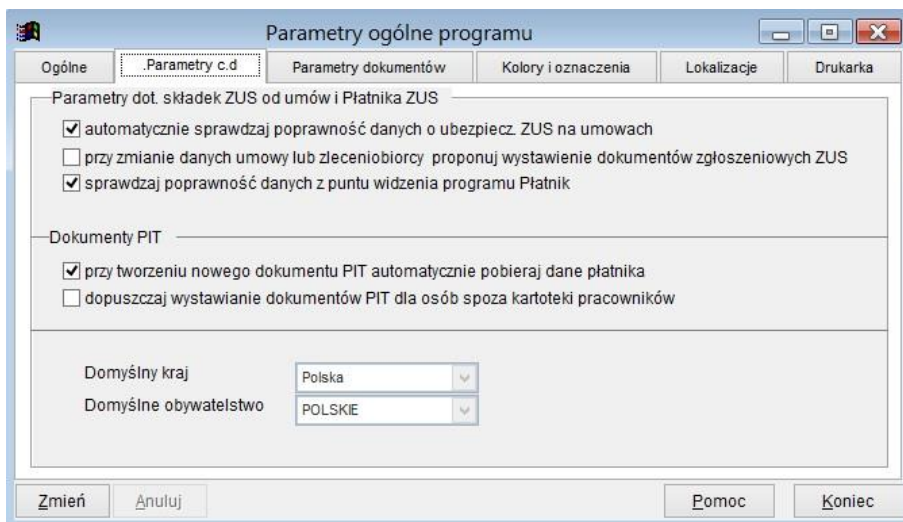 Parametry ogólne programu
Ogólne
.Parametry c.d
Parametry dokumentów
Kolory i oznaczenia
Lokalizacje
Drukarka
Parametry dot. składek ZUS od umów i Płatnika ZUS
automatycznie sprawdzaj poprawność danych o ubezpiecz. ZUS na umowach
przy zmianie danych umowy lub zleceniobiorcy proponuj wystawienie dokumentów zgłoszeniowych ZUS
sprawdzaj poprawność danych z puntu widzenia programu Płatnik
Dokumenty PIT
przy tworzeniu nowego dokumentu PIT automatycznie pobieraj dane płatnika
dopuszczaj wystawianie dokumentów PIT dla osób spoza kartoteki pracowników
Domyślny kraj
Polska
Domyślne obywatelstwo
POLSKIE
Zmień
Anuluj
Pomoc
Koniec